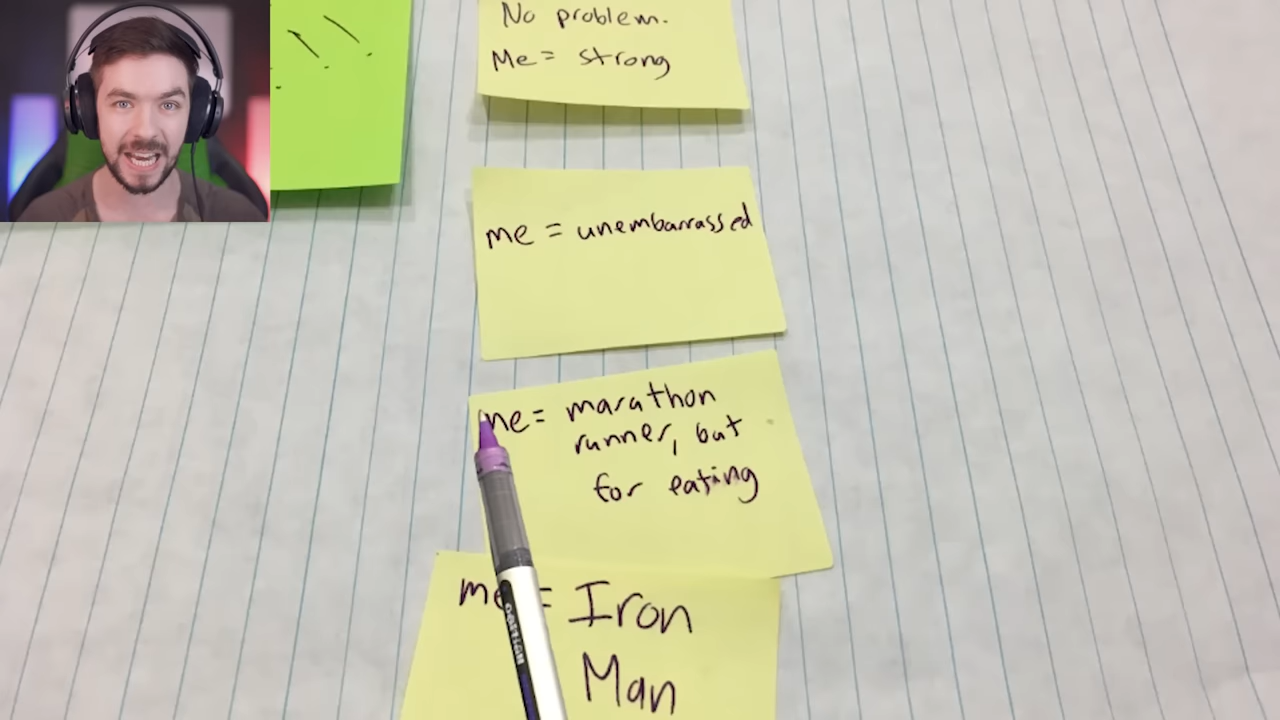 No problem.
Me = strong
me = unembarrassed
me = marathon
runner, but
for eating
me = Iron
Man